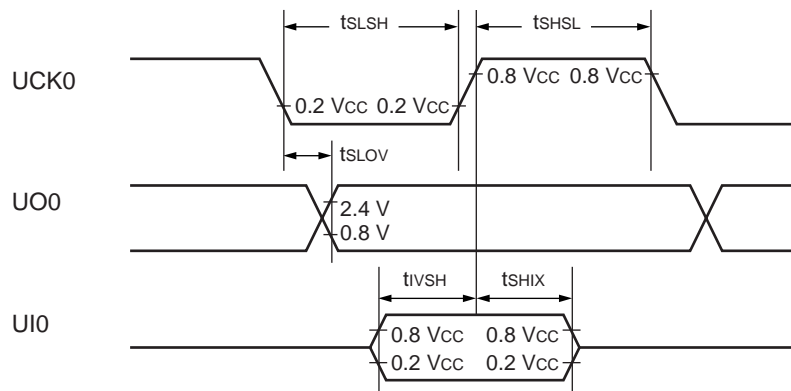 tSLSH tSHSL
UCK0
0.2 VCC 0.2 VCC
0.8 VCC 0.8 VCC
tSLOV
UO0
2.4 V
0.8 V
tIVSH tSHIX
UI0
0.8 VCC 0.8 VCC
0.2 VCC 0.2 VCC